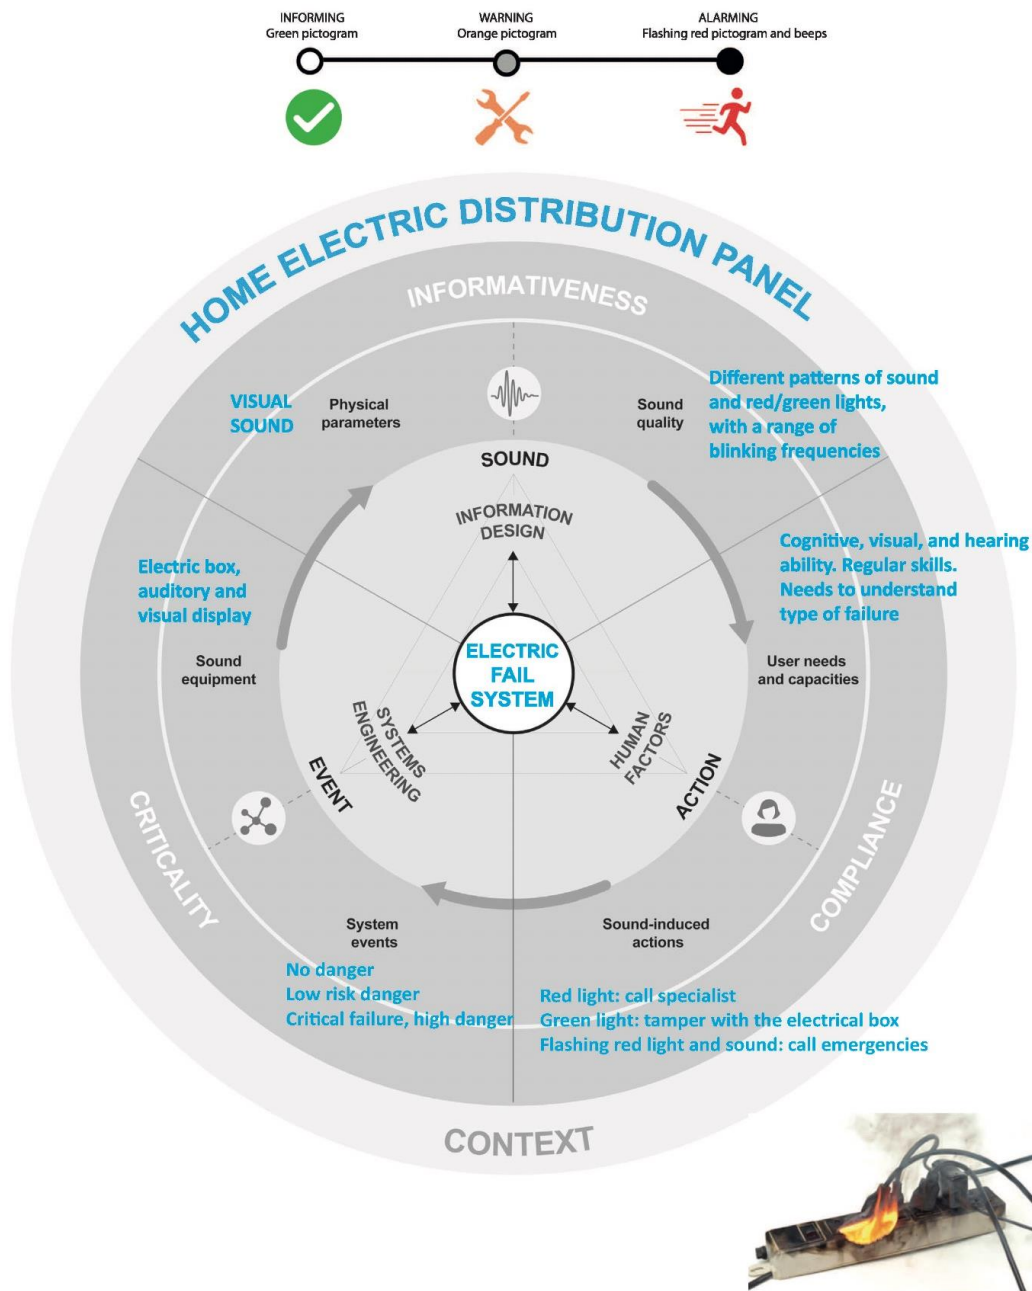 INFORMING
Green pictogram
WARNING
Orange pictogram
ALARMING
Flashing red pictogram and beeps
HOME ELECTRIC DISTRIBUTION PANEL
INFORMATIVENESS
VISUAL
SOUND
Physical
parameters
Sound
quality
Different patterns of sound
and red/green lights,
with a range of
blinking frequencies
SOUND
INFORMATION
DESIGN
Electric box,
auditory and
visual display
Sound
equipment
Cognitive, visual, and hearing
ability. Regular skills.
Needs to understand
type of failure
User needs
and capacities
ELECTRIC
FAIL
SYSTEM
SYSTEMS
ENGINEERING
HUMAN
FACTORS
EVENT
ACTION
CRITICALITY
COMPLIANCE
System
events
No danger
Low risk danger
Critical failure, high danger
Sound-induced
actions
Red light: call specialist
Green light: tamper with the electrical box
Flashing red light and sound: call emergencies
CONTEXT